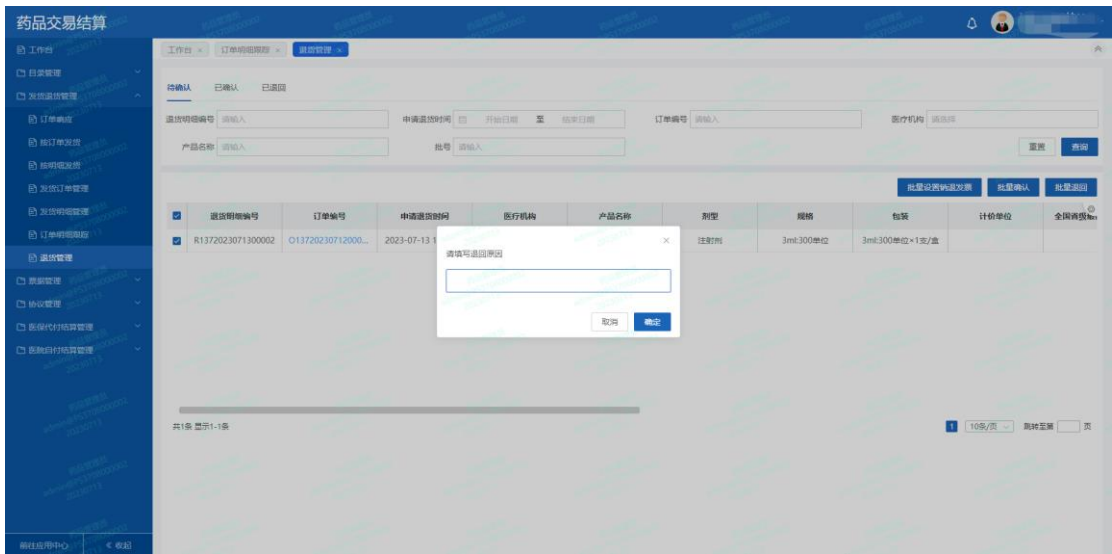 药品交易结算
工作台
目录管理
发货退货管理
订单响应
按订单发货
按明细发货
发货订单管理
发货明细管理
订单明细跟踪
退货管理
票据管理
协议管理
医保代付结算管理
医院自付结算管理
前往应用中心 << 收起
工作台 × 订单明细跟踪 × 退货管理 ×
待确认 已确认 已退回
退货明细编号 请输入 申请退货时间 开始日期 至 结束日期 订单编号 请输入 医疗机构 请选择
产品名称 请输入 批号 请输入 重置 查询
批量设置销退发票 批量确认 批量退回
退货明细编号 订单编号 申请退货时间 医疗机构 产品名称 剂型 规格 包装 计价单位
R1372023071300002 O13720230712000... 2023-07-13 1 注射剂 3ml:300单位 3ml:300单位×1支/盒
请填写退回原因 ×
取消 确定
共1条 显示1-1条 1 10条/页 跳转至第 页